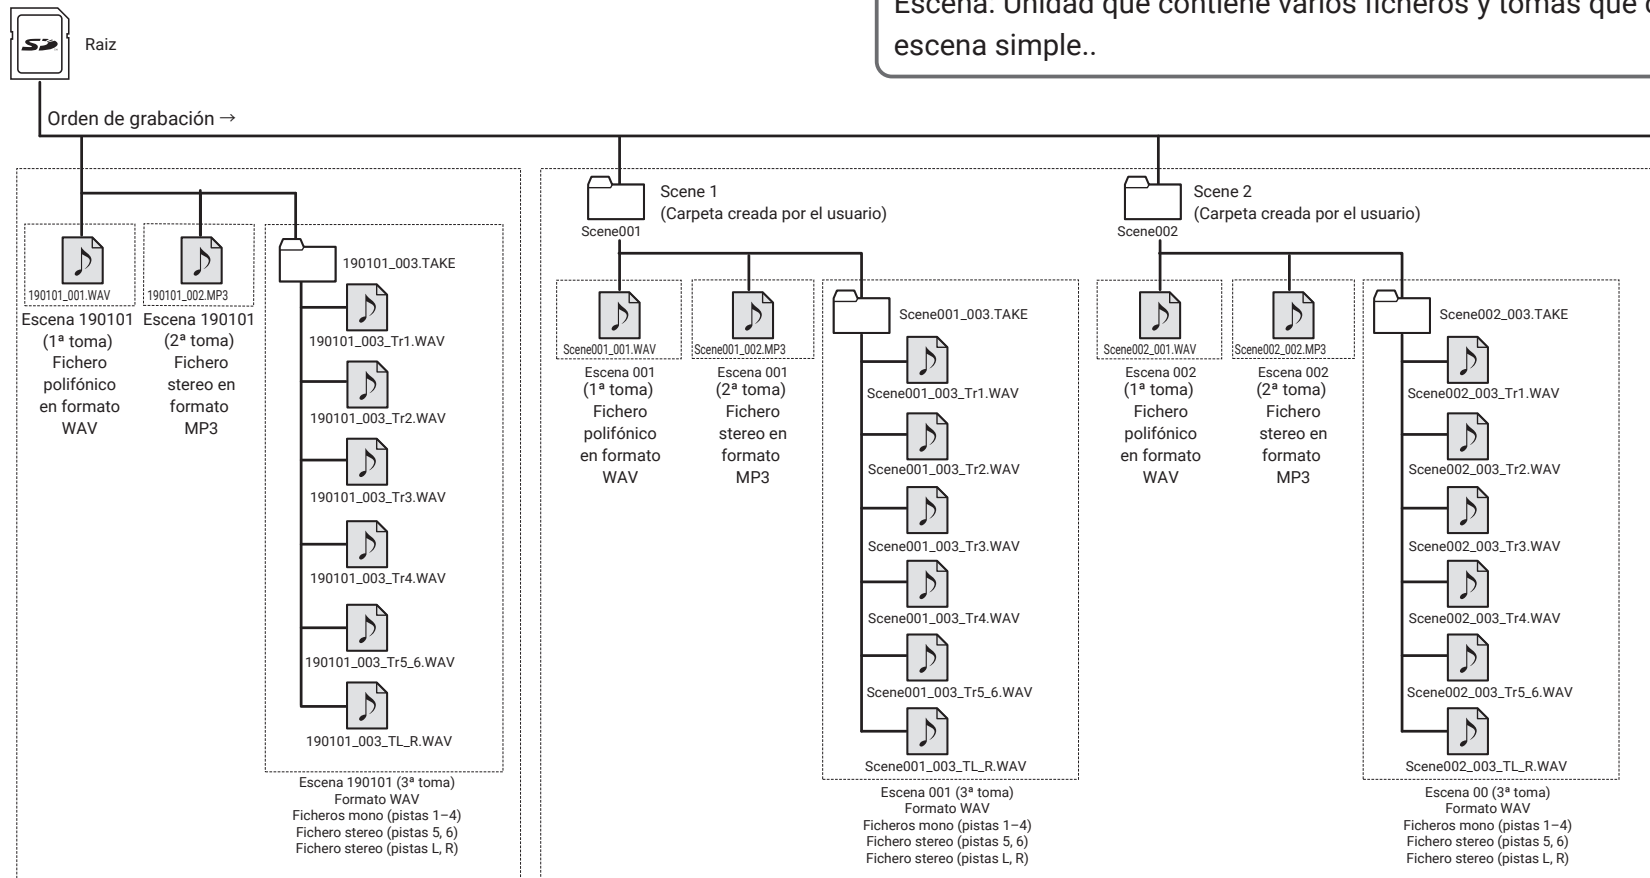 Escena: Unidad que contiene varios ficheros y tomas que
escena simple..
SD
Raiz
Orden de grabación →
190101_001.WAV
Escena 190101
(1ª toma)
Fichero
polifónico
en formato
WAV
190101_002.MP3
Escena 190101
(2ª toma)
Fichero
stereo en
formato
MP3
190101_003.TAKE
190101_003_Tr1.WAV
190101_003_Tr2.WAV
190101_003_Tr3.WAV
190101_003_Tr4.WAV
190101_003_Tr5_6.WAV
190101_003_TL_R.WAV
Escena 190101 (3ª toma)
Formato WAV
Ficheros mono (pistas 1–4)
Fichero stereo (pistas 5, 6)
Fichero stereo (pistas L, R)
Scene 1
(Carpeta creada por el usuario)
Scene001
Scene001_001.WAV
Escena 001
(1ª toma)
Fichero
polifónico
en formato
WAV
Scene001_002.MP3
Escena 001
(2ª toma)
Fichero
stereo en
formato
MP3
Scene001_003.TAKE
Scene001_003_Tr1.WAV
Scene001_003_Tr2.WAV
Scene001_003_Tr3.WAV
Scene001_003_Tr4.WAV
Scene001_003_Tr5_6.WAV
Scene001_003_TL_R.WAV
Escena 001 (3ª toma)
Formato WAV
Ficheros mono (pistas 1–4)
Fichero stereo (pistas 5, 6)
Fichero stereo (pistas L, R)
Scene 2
(Carpeta creada por el usuario)
Scene002
Scene002_001.WAV
Escena 002
(1ª toma)
Fichero
polifónico
en formato
WAV
Scene002_002.MP3
Escena 002
(2ª toma)
Fichero
stereo en
formato
MP3
Scene002_003.TAKE
Scene002_003_Tr1.WAV
Scene002_003_Tr2.WAV
Scene002_003_Tr3.WAV
Scene002_003_Tr4.WAV
Scene002_003_Tr5_6.WAV
Scene002_003_TL_R.WAV
Escena 00 (3ª toma)
Formato WAV
Ficheros mono (pistas 1–4)
Fichero stereo (pistas 5, 6)
Fichero stereo (pistas L, R)